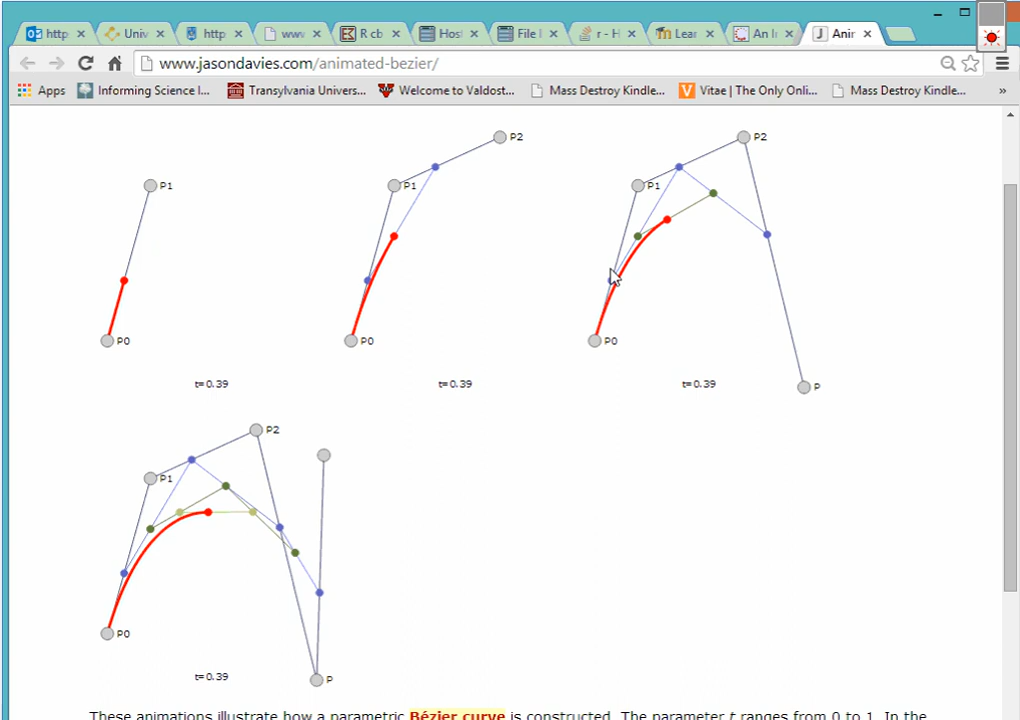 http Univ http www R cb Host File I r - H Lear An In Anir
www.jasondavies.com/animated-bezier/
Apps Informing Science I... Transylvania Univers... Welcome to Valdost... Mass Destroy Kindle... Vitae | The Only Onli... Mass Destroy Kindle... »
P2 P2
P1 P1 P1
P0 P0 P0
t=0.39 t=0.39 t=0.39
P
P2
P1
P0
t=0.39
P
These animations illustrate how a parametric Bézier curve is constructed. The parameter t ranges from 0 to 1. In the